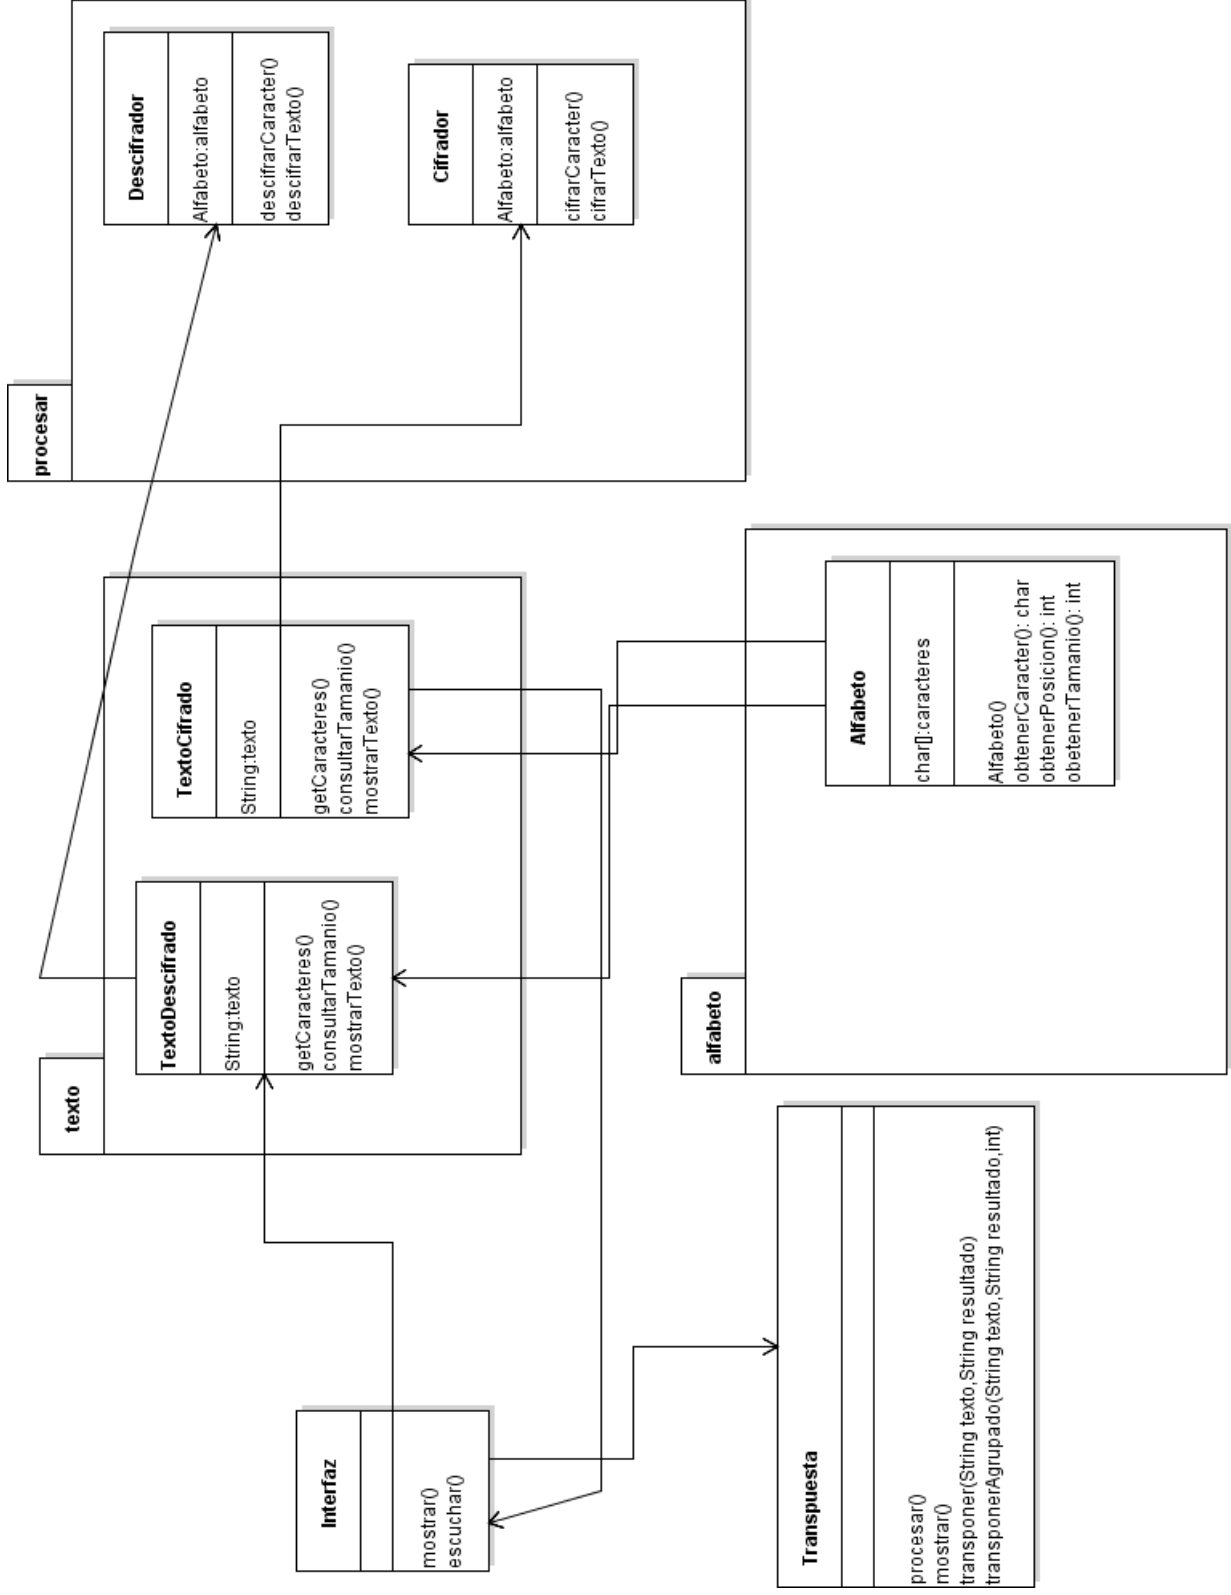 procesar
Descifrador
Alfabeto:alfabeto
descifrarCaracter()
descifrarTexto()
Cifrador
Alfabeto:alfabeto
cifrarCaracter()
cifrarTexto()
texto
TextoDescifrado
String:texto
getCaracteres()
consultarTamanio()
mostrarTexto()
TextoCifrado
String:texto
getCaracteres()
consultarTamanio()
mostrarTexto()
alfabeto
Alfabeto
char[]:caracteres
Alfabeto()
obtenerCaracter(): char
obtenerPosicion(): int
obetenerTamanio(): int
Interfaz
mostrar()
escuchar()
Transpuesta
procesar()
mostrar()
transponer(String texto,String resultado)
transponerAgrupado(String texto,String resultado,int)